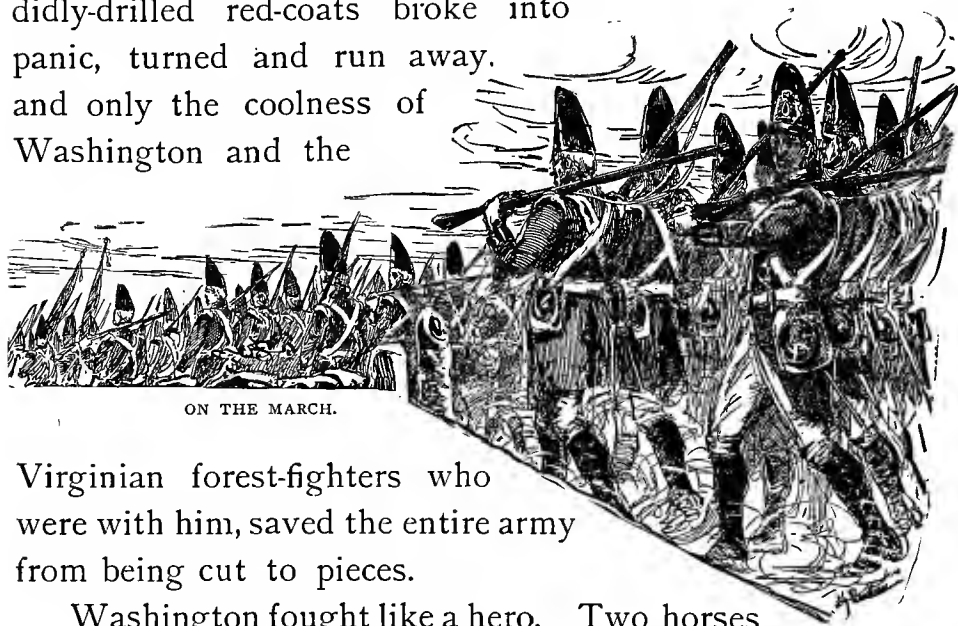 didly-drilled red-coats broke into
panic, turned and run away.
and only the coolness of
Washington and the
ON THE MARCH.
Virginian forest-fighters who
were with him, saved the entire army
from being cut to pieces.
Washington fought like a hero. Two horses